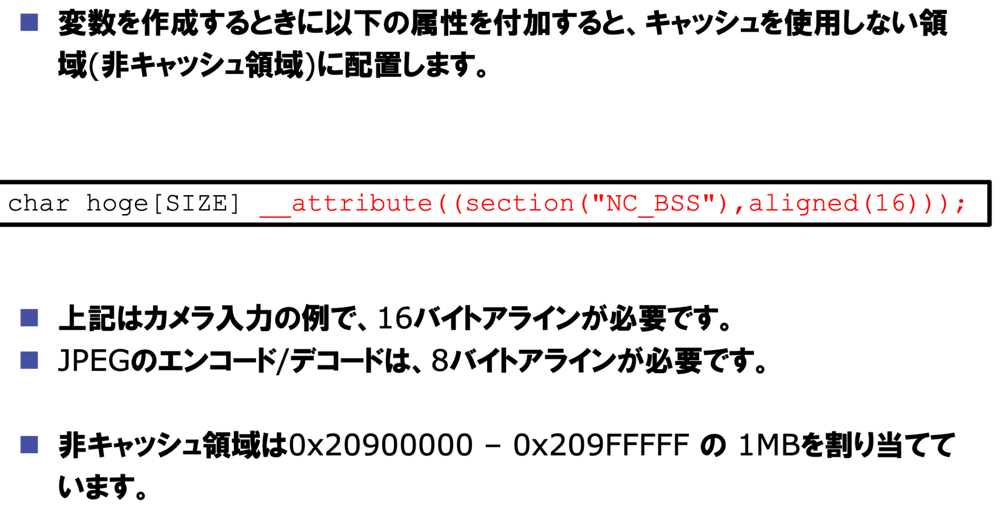 変数を作成するときに以下の属性を付加すると、キャッシュを使用しない領
域(非キャッシュ領域)に配置します。
char hoge[SIZE] __attribute((section("NC_BSS"),aligned(16)));
上記はカメラ入力の例で、16バイトアラインが必要です。
JPEGのエンコード/デコードは、8バイトアラインが必要です。
非キャッシュ領域は0x20900000 – 0x209FFFFF の 1MBを割り当てて
います。